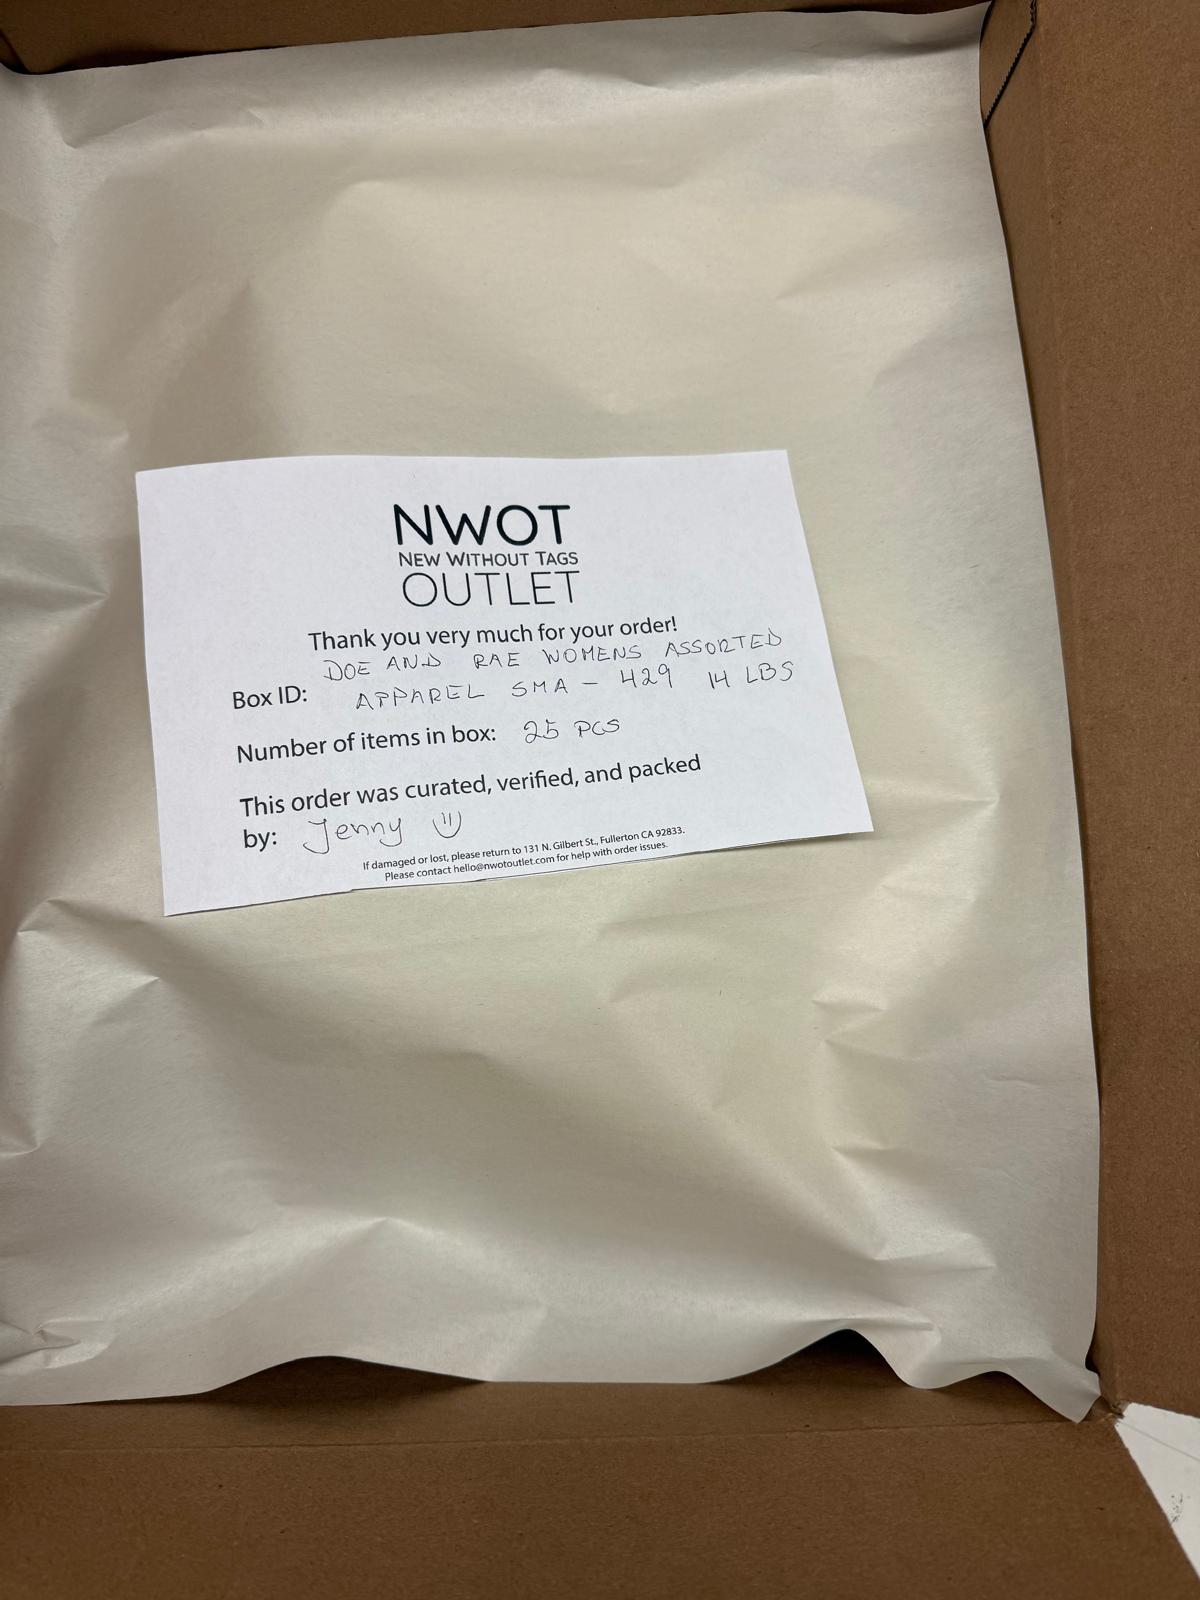 NWOT
NEW WITHOUT TAGS
OUTLET
Thank you very much for your order!
DOE AND RAE WOMENS ASSORTED
Box ID: APPAREL SMA - 429 14 LBS
Number of items in box: 25 PCS
This order was curated, verified, and packed
by: Jenny
If damaged or lost, please return to 131 N. Gilbert St., Fullerton CA 92833.
Please contact hello@nwotoutlet.com for help with order issues.